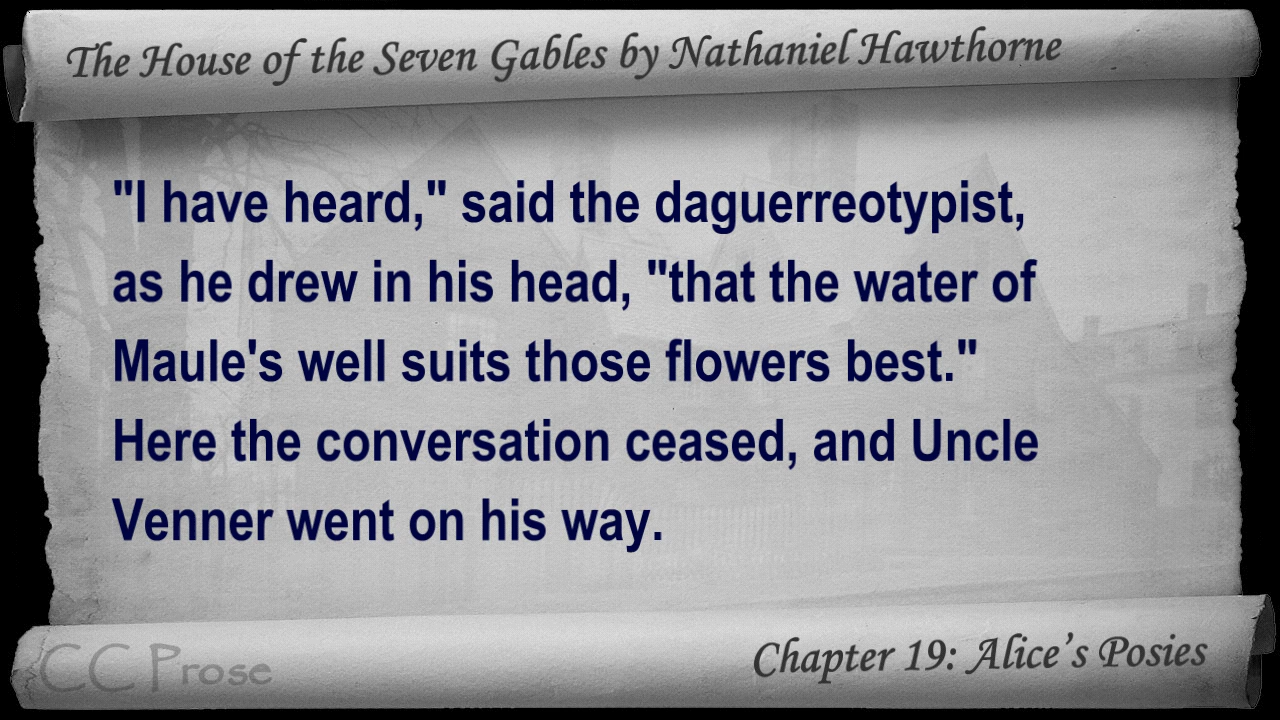 The House of the Seven Gables by Nathaniel Hawthorne
"I have heard," said the daguerreotypist,
as he drew in his head, "that the water of
Maule's well suits those flowers best."
Here the conversation ceased, and Uncle
Venner went on his way.
CC Prose
Chapter 19: Alice’s Posies